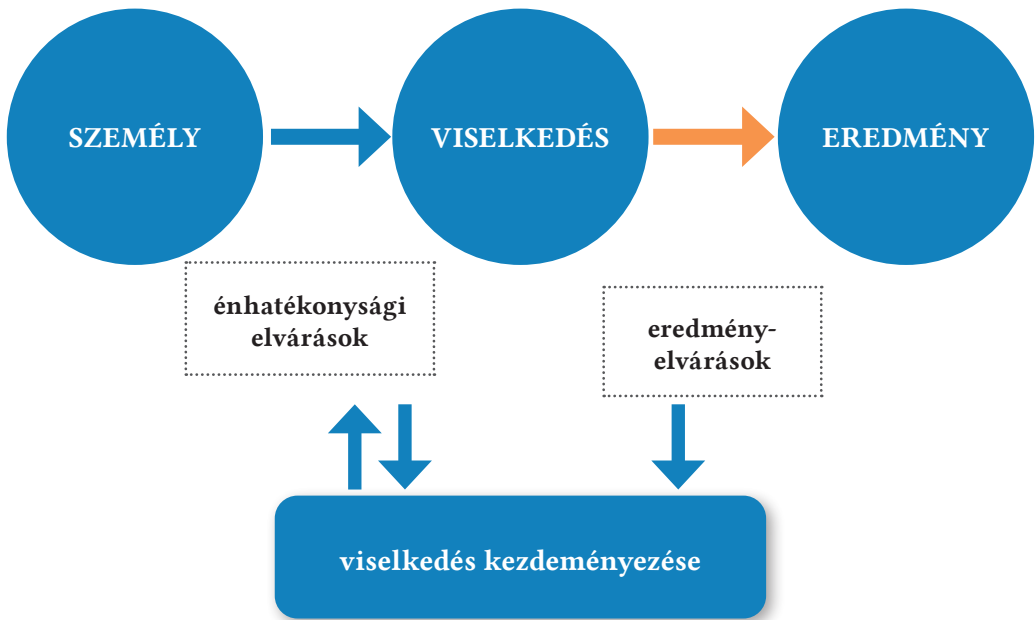 SZEMÉLY
VISELKEDÉS
EREDMÉNY
énhatékonysági
elvárások
eredmény-
elvárások
viselkedés kezdeményezése